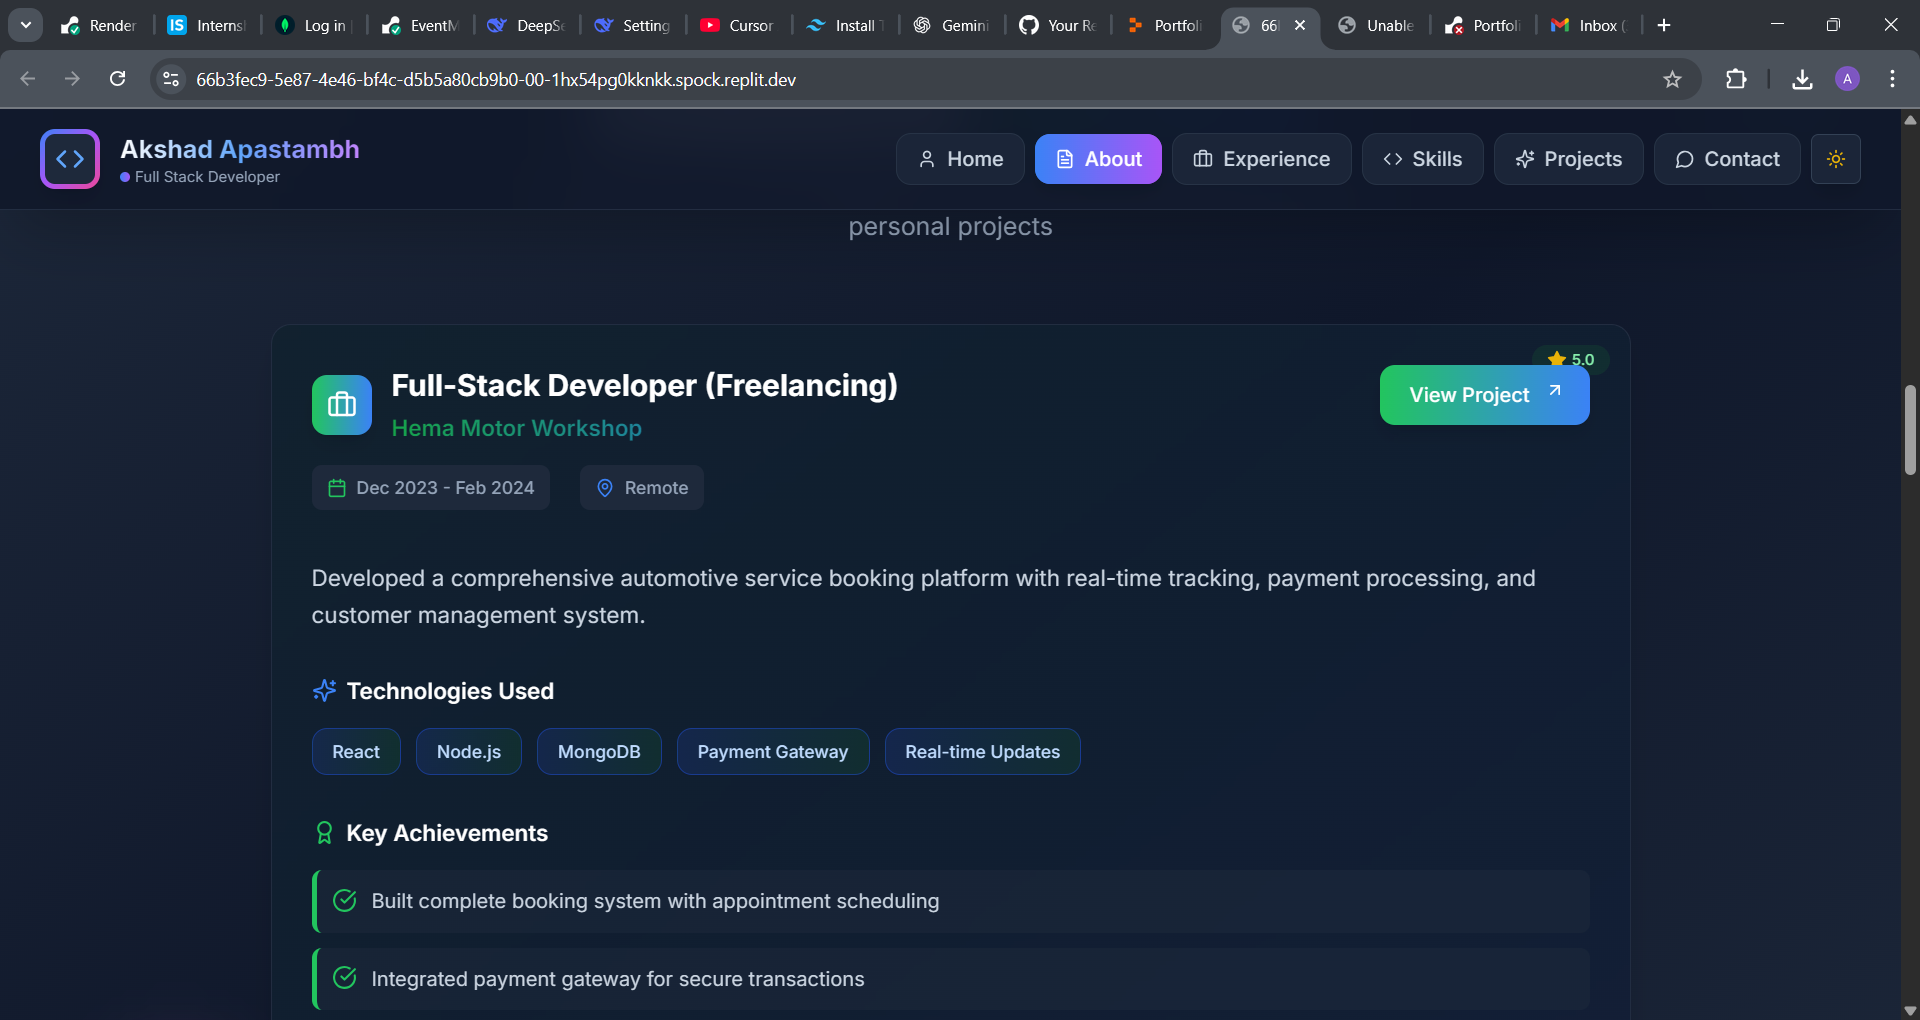 Render
Interns
Log in
EventM
DeepSe
Setting
Cursor
Install T
Gemini
Your Re
Portfoli
66
Unable
Portfoli
Inbox (
66b3fec9-5e87-4e46-bf4c-d5b5a80cb9b0-00-1hx54pg0kknkk.spock.replit.dev
A
Akshad Apastambh
Full Stack Developer
Home
About
Experience
Skills
Projects
Contact
personal projects
5.0
Full-Stack Developer (Freelancing)
View Project
Hema Motor Workshop
Dec 2023 - Feb 2024
Remote
Developed a comprehensive automotive service booking platform with real-time tracking, payment processing, and
customer management system.
Technologies Used
React
Node.js
MongoDB
Payment Gateway
Real-time Updates
Key Achievements
Built complete booking system with appointment scheduling
Integrated payment gateway for secure transactions